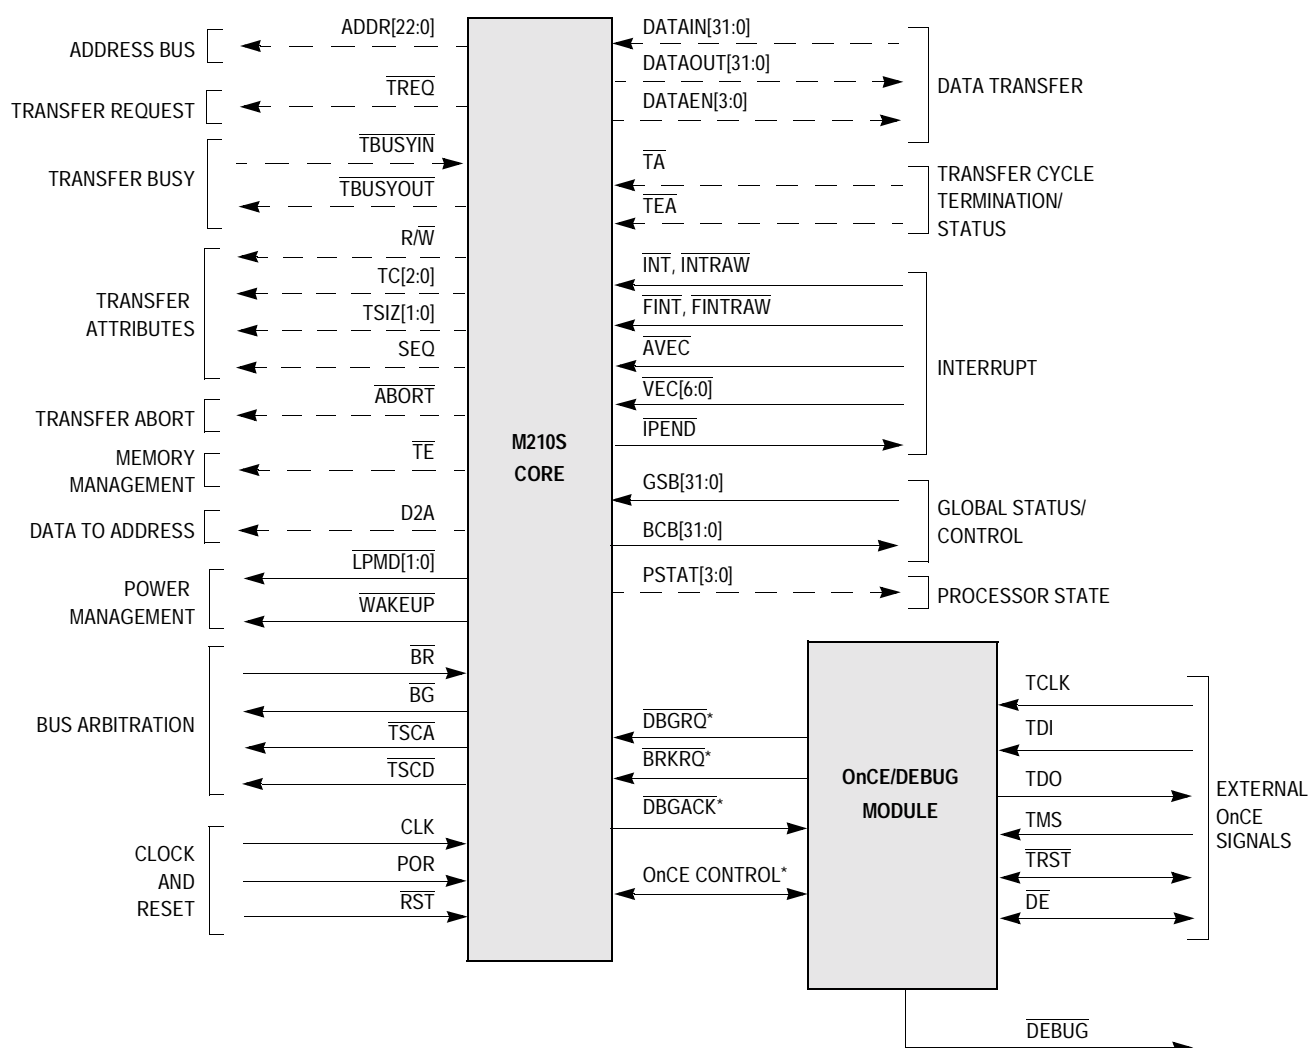 ADDRESS BUS
ADDR[22:0]
TRANSFER REQUEST
TREQ
TRANSFER BUSY
TBUSYIN
TBUSYOUT
TRANSFER
ATTRIBUTES
R/W
TC[2:0]
TSIZ[1:0]
SEQ
TRANSFER ABORT
ABORT
MEMORY
MANAGEMENT
TE
DATA TO ADDRESS
D2A
POWER
MANAGEMENT
LPMD[1:0]
WAKEUP
BUS ARBITRATION
BR
BG
TSCA
TSCD
CLOCK
AND
RESET
CLK
POR
RST
M210S
CORE
DATAIN[31:0]
DATAOUT[31:0]
DATAEN[3:0]
DATA TRANSFER
TA
TEA
TRANSFER CYCLE
TERMINATION/
STATUS
INT, INTRAW
FINT, FINTRAW
AVEC
VEC[6:0]
IPEND
INTERRUPT
GSB[31:0]
BCB[31:0]
GLOBAL STATUS/
CONTROL
PSTAT[3:0]
PROCESSOR STATE
DBGRQ*
BRKRQ*
DBGACK*
OnCE CONTROL*
OnCE/DEBUG
MODULE
TCLK
TDI
TDO
TMS
TRST
DE
EXTERNAL
OnCE
SIGNALS
DEBUG